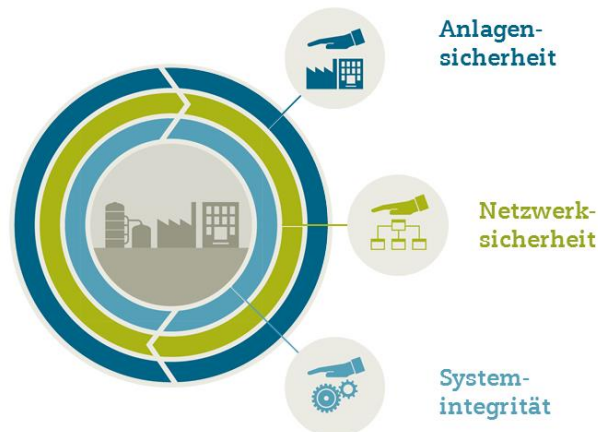 Anlagen-
sicherheit
Netzwerk-
sicherheit
System-
integrität